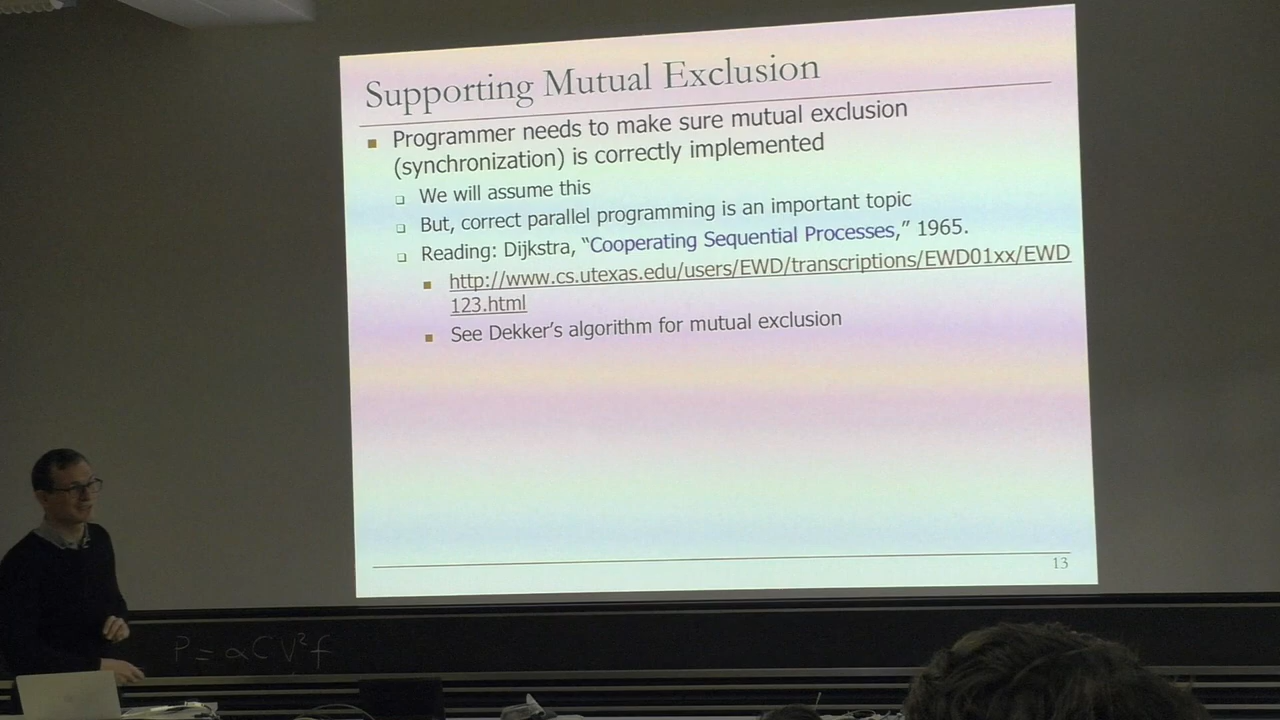 Supporting Mutual Exclusion
Programmer needs to make sure mutual exclusion
(synchronization) is correctly implemented
We will assume this
But, correct parallel programming is an important topic
Reading: Dijkstra, “Cooperating Sequential Processes,” 1965.
http://www.cs.utexas.edu/users/EWD/transcriptions/EWD01xx/EWD
123.html
See Dekker’s algorithm for mutual exclusion
13
P = αCV²f